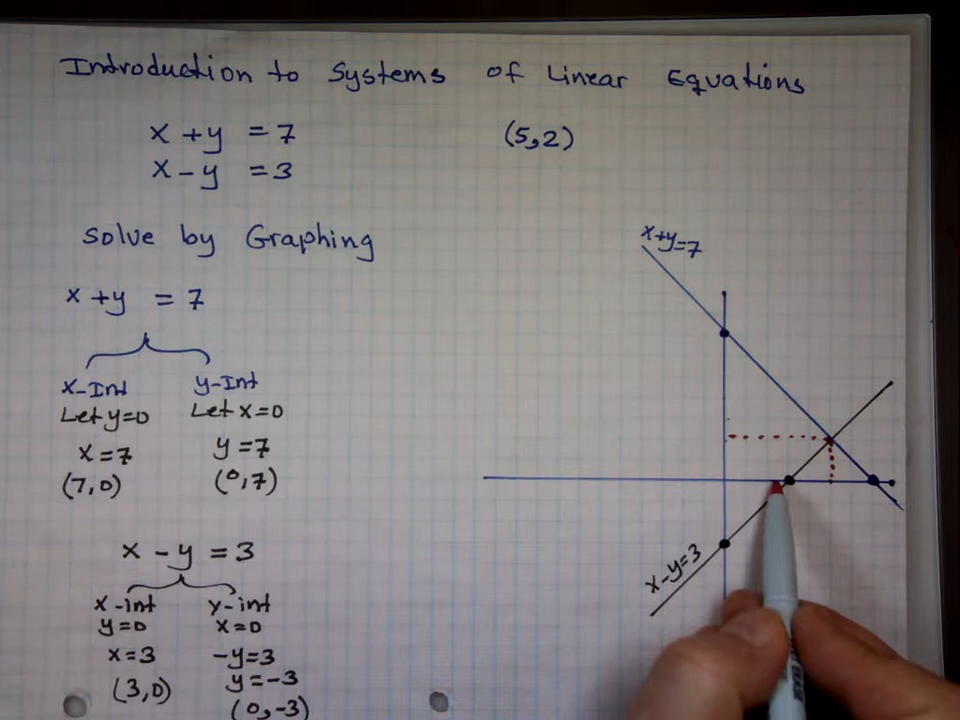 Introduction to Systems of Linear Equations
x + y = 7
(5,2)
x - y = 3
Solve by Graphing
x + y = 7
x-Int y-Int
Let y=0 Let x=0
x=7 y=7
(7,0) (0,7)
x - y = 3
x-int y-int
y=0 x=0
x=3 -y=3
y=-3
(3,0) (0,-3)
x+y=7
x-y=3